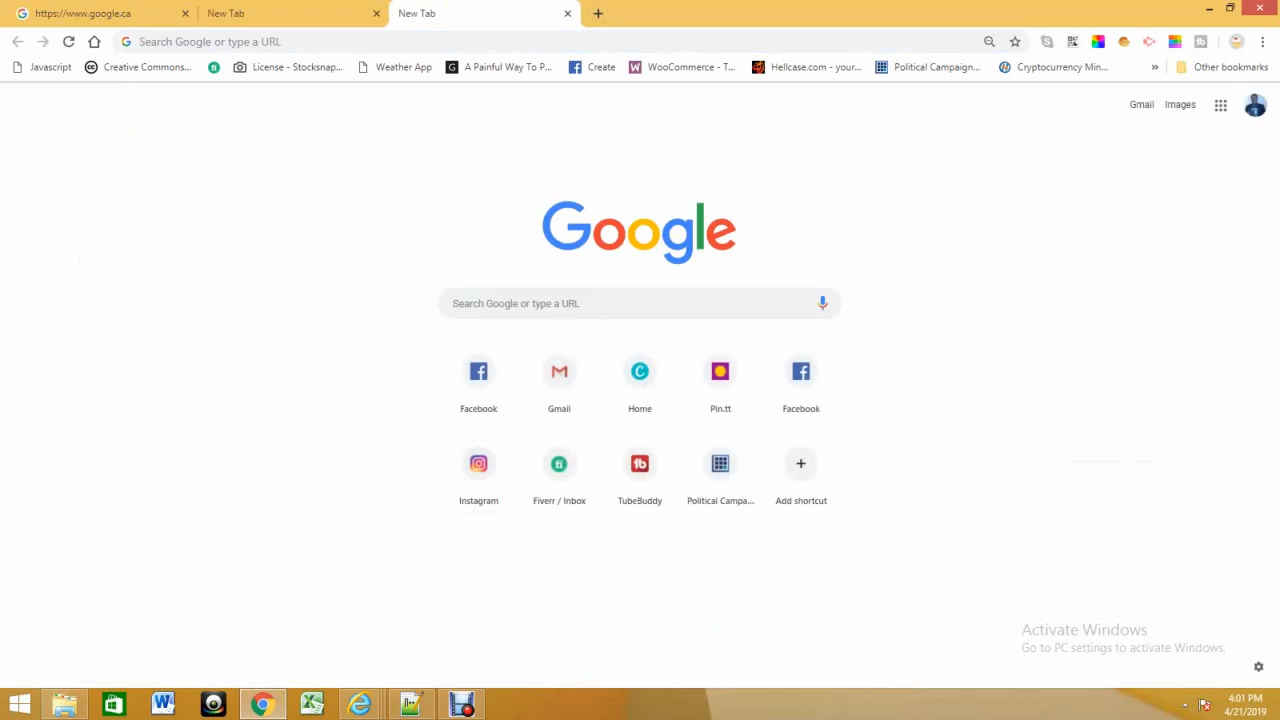 https://www.google.ca New Tab New Tab
Search Google or type a URL
Javascript Creative Commons... License - Stocksnap... Weather App A Painful Way To P... Create WooCommerce - T... Hellcase.com - your... Political Campaign... Cryptocurrency Min... » Other bookmarks
Gmail Images
Google
Search Google or type a URL
Facebook Gmail Home Pin.tt Facebook
Instagram Fiverr / Inbox TubeBuddy Political Campa... Add shortcut
Activate Windows
Go to PC settings to activate Windows.
4:01 PM
4/21/2019